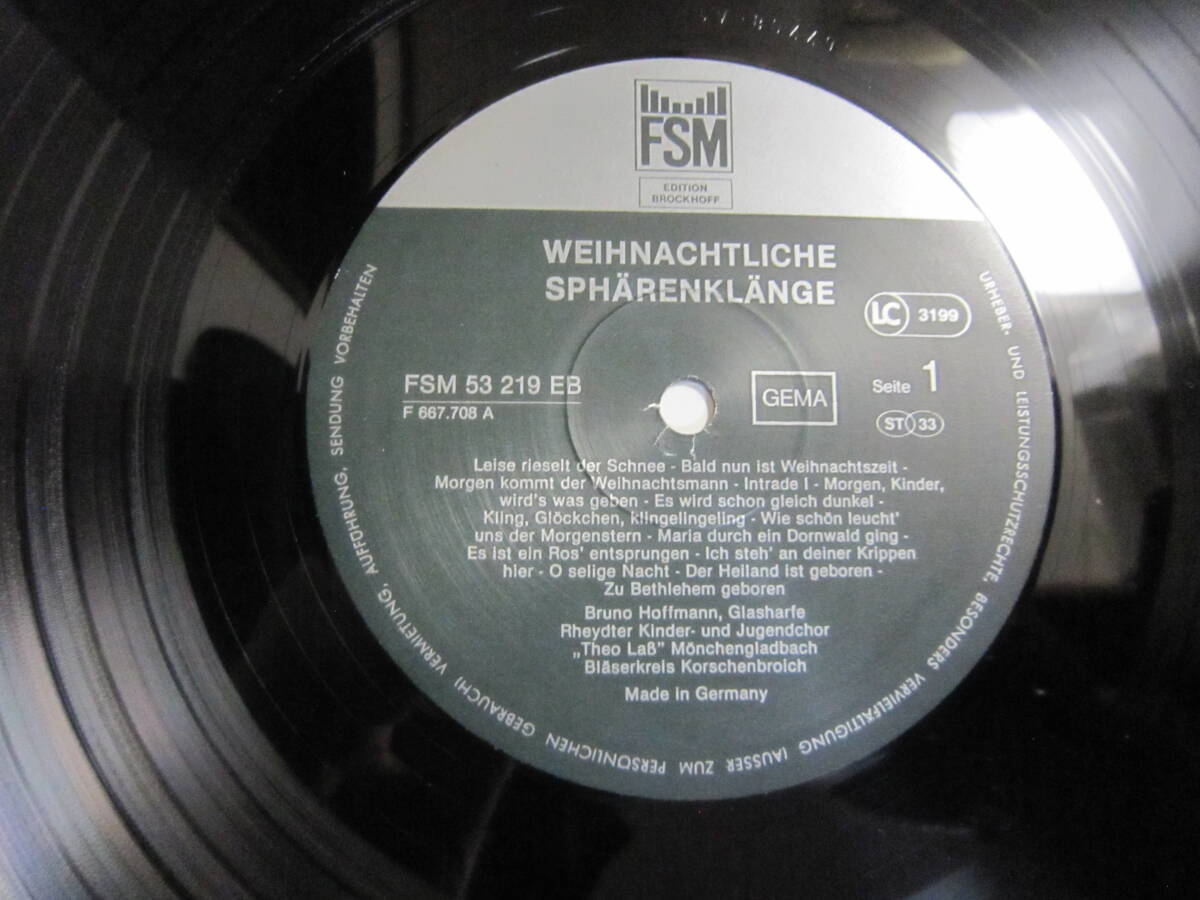 FSM
EDITION
BROCKHOFF
WEIHNACHTLICHE
SPHÄRENKLÄNGE
LC 3199
FSM 53 219 EB
F 667.708 A
GEMA
Seite 1
ST 33
Leise rieselt der Schnee - Bald nun ist Weihnachtszeit -
Morgen kommt der Weihnachtsmann - Intrade I - Morgen, Kinder,
wird's was geben - Es wird schon gleich dunkel -
Kling, Glöckchen, klingelingeling - Wie schön leucht'
uns der Morgenstern - Maria durch ein Dornwald ging -
Es ist ein Ros' entsprungen - Ich steh' an deiner Krippen
hier - O selige Nacht - Der Heiland ist geboren -
Zu Bethlehem geboren
Bruno Hoffmann, Glasharfe
Rheydter Kinder- und Jugendchor
„Theo Laß” Mönchengladbach
Bläserkreis Korschenbroich
Made in Germany
URHEBER- UND LEISTUNGSSCHUTZRECHTE, BESONDERS VERVIELFÄLTIGUNG (AUSSER ZUM PERSÖNLICHEN GEBRAUCH) VERMIETUNG, AUFFÜHRUNG, SENDUNG VORBEHALTEN